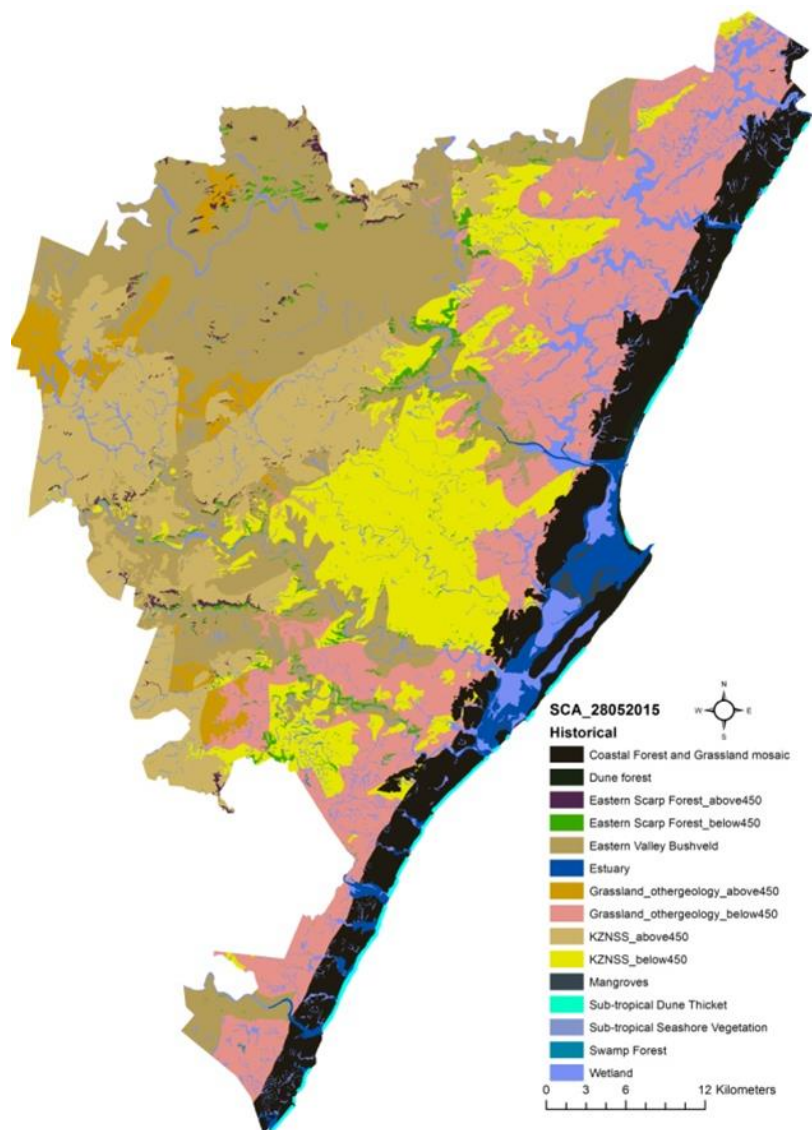 SCA_28052015
N
W E
S
Historical
Coastal Forest and Grassland mosaic
Dune forest
Eastern Scarp Forest_above450
Eastern Scarp Forest_below450
Eastern Valley Bushveld
Estuary
Grassland_othergeology_above450
Grassland_othergeology_below450
KZNSS_above450
KZNSS_below450
Mangroves
Sub-tropical Dune Thicket
Sub-tropical Seashore Vegetation
Swamp Forest
Wetland
0 3 6 12 Kilometers